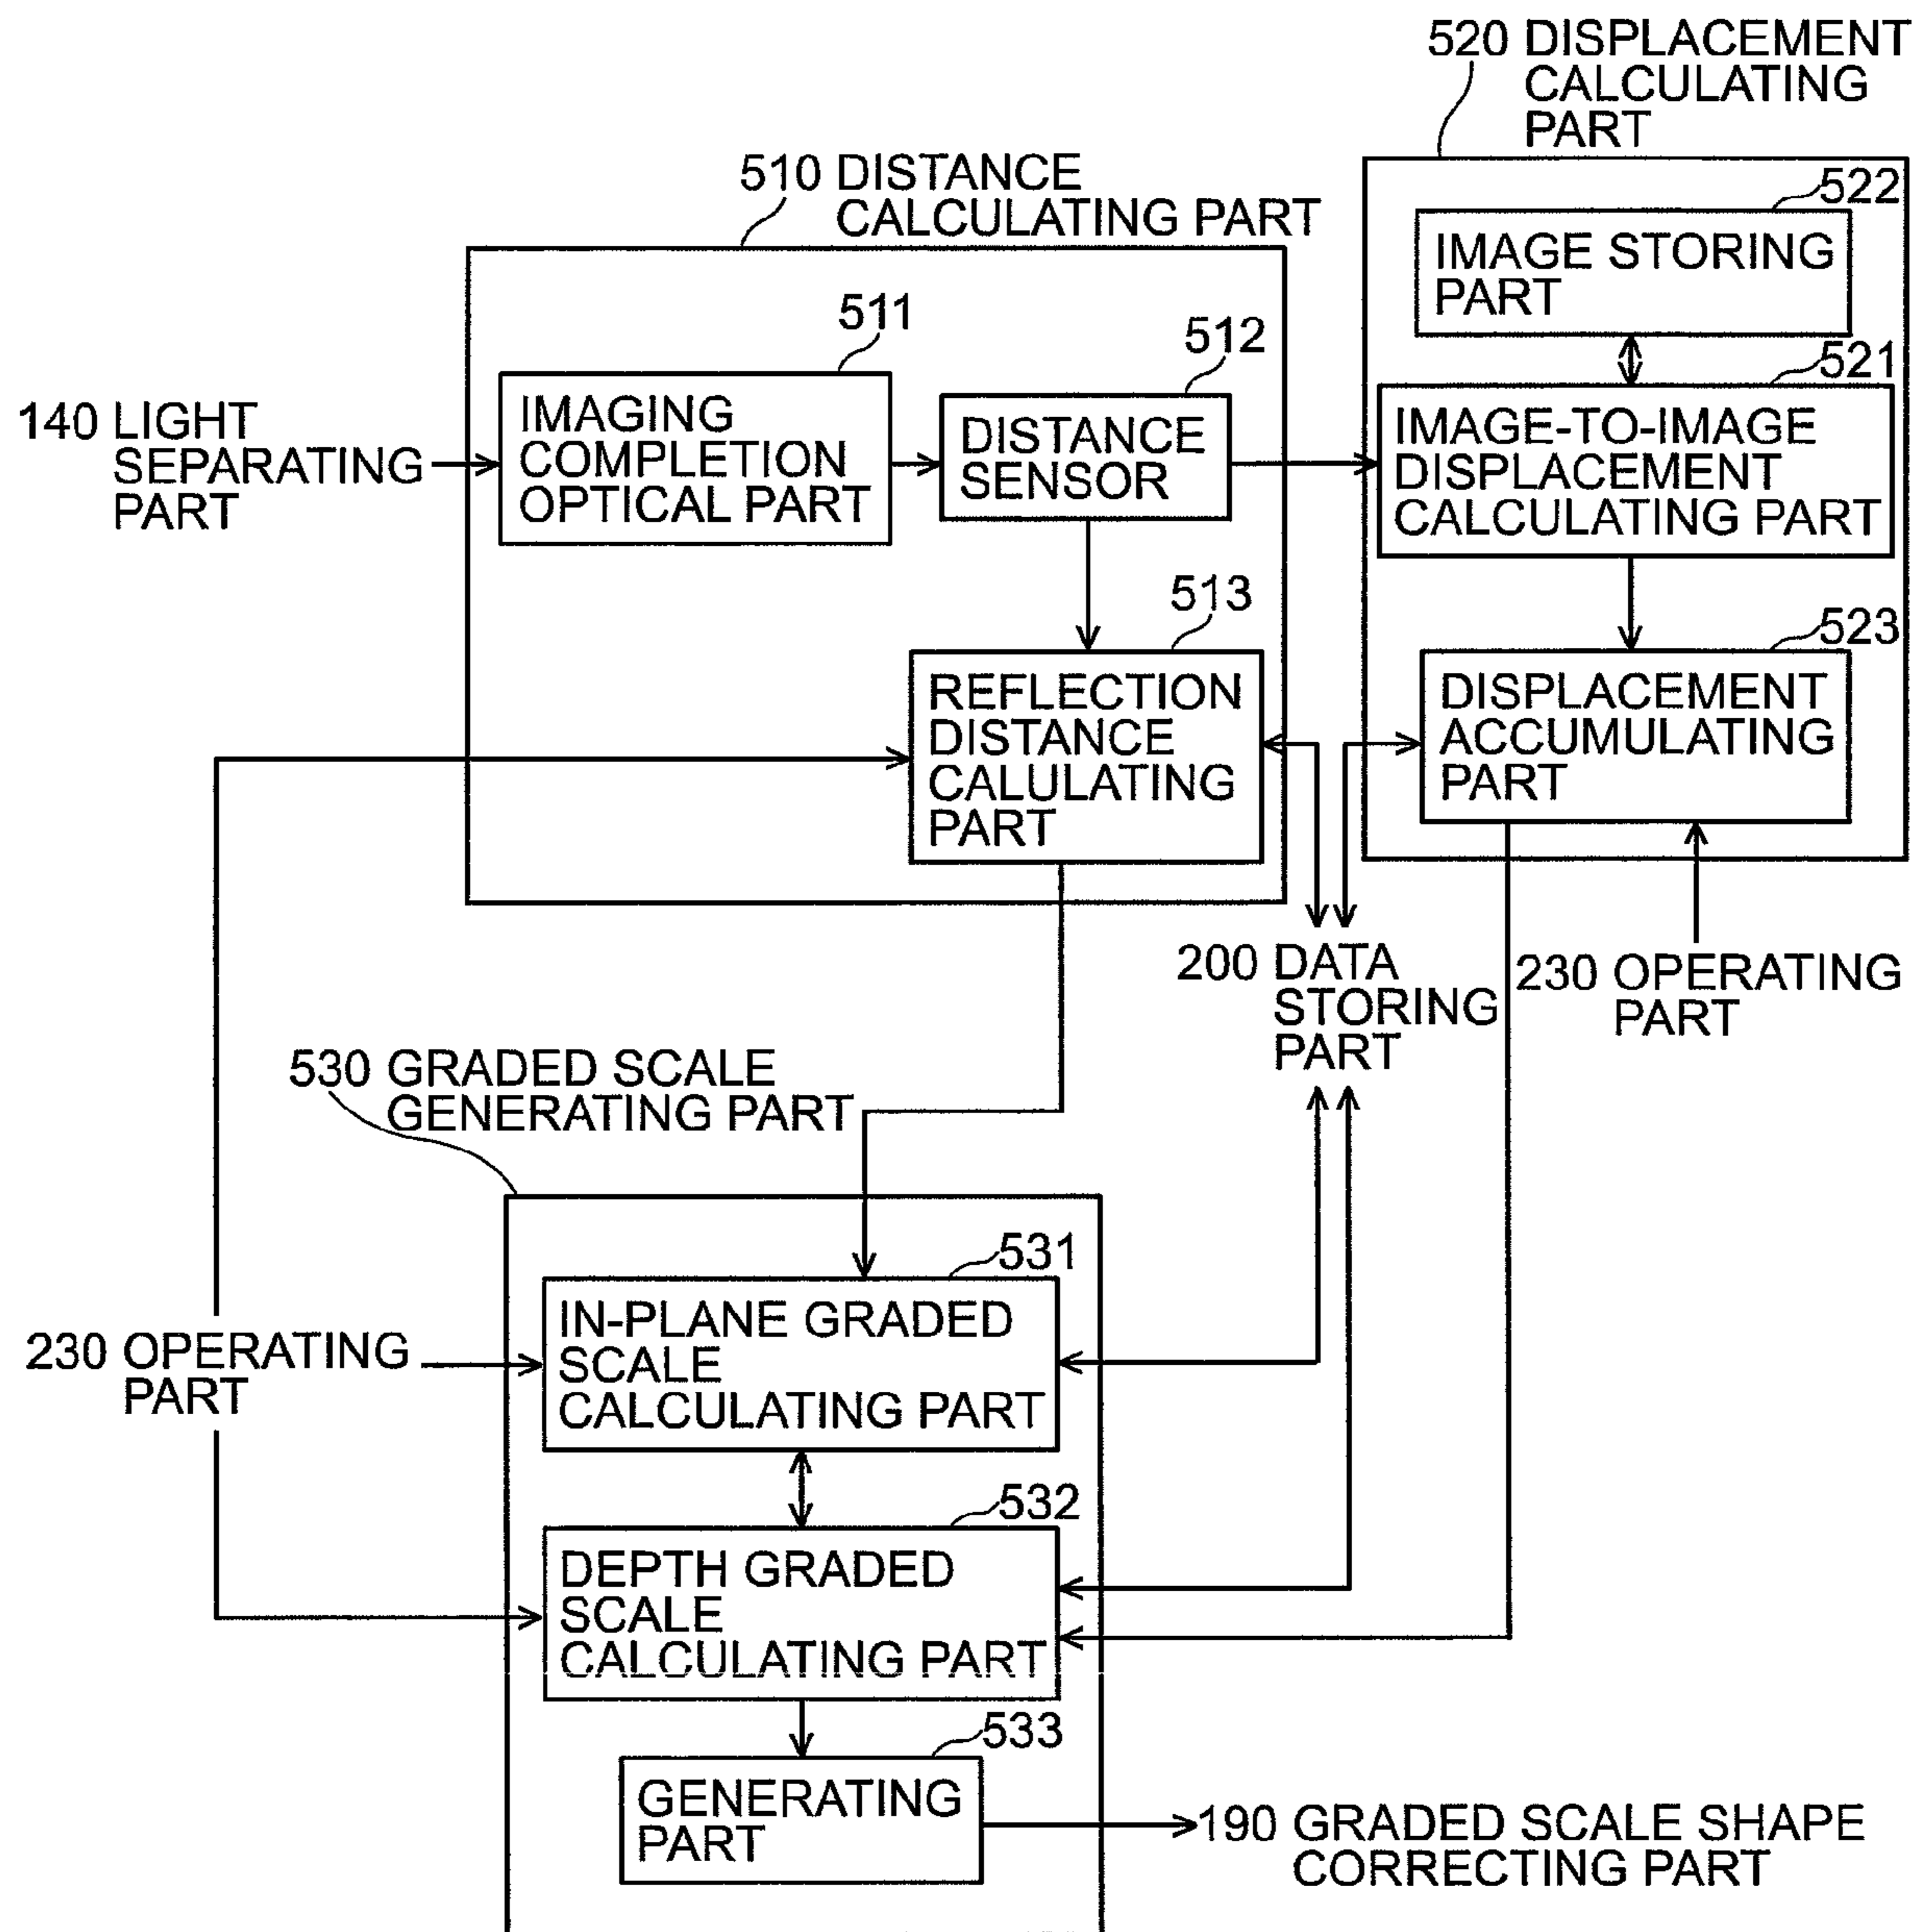 520 DISPLACEMENT
CALCULATING
PART
510 DISTANCE
CALCULATING PART
522
IMAGE STORING
PART
511
512
521
140 LIGHT
SEPARATING
PART
IMAGING
COMPLETION
OPTICAL PART
DISTANCE
SENSOR
IMAGE-TO-IMAGE
DISPLACEMENT
CALCULATING PART
513
523
REFLECTION
DISTANCE
CALULATING
PART
DISPLACEMENT
ACCUMULATING
PART
200 DATA
STORING
PART
230 OPERATING
PART
530 GRADED SCALE
GENERATING PART
531
230 OPERATING
PART
IN-PLANE GRADED
SCALE
CALCULATING PART
532
DEPTH GRADED
SCALE
CALCULATING PART
533
GENERATING
PART
190 GRADED SCALE SHAPE
CORRECTING PART